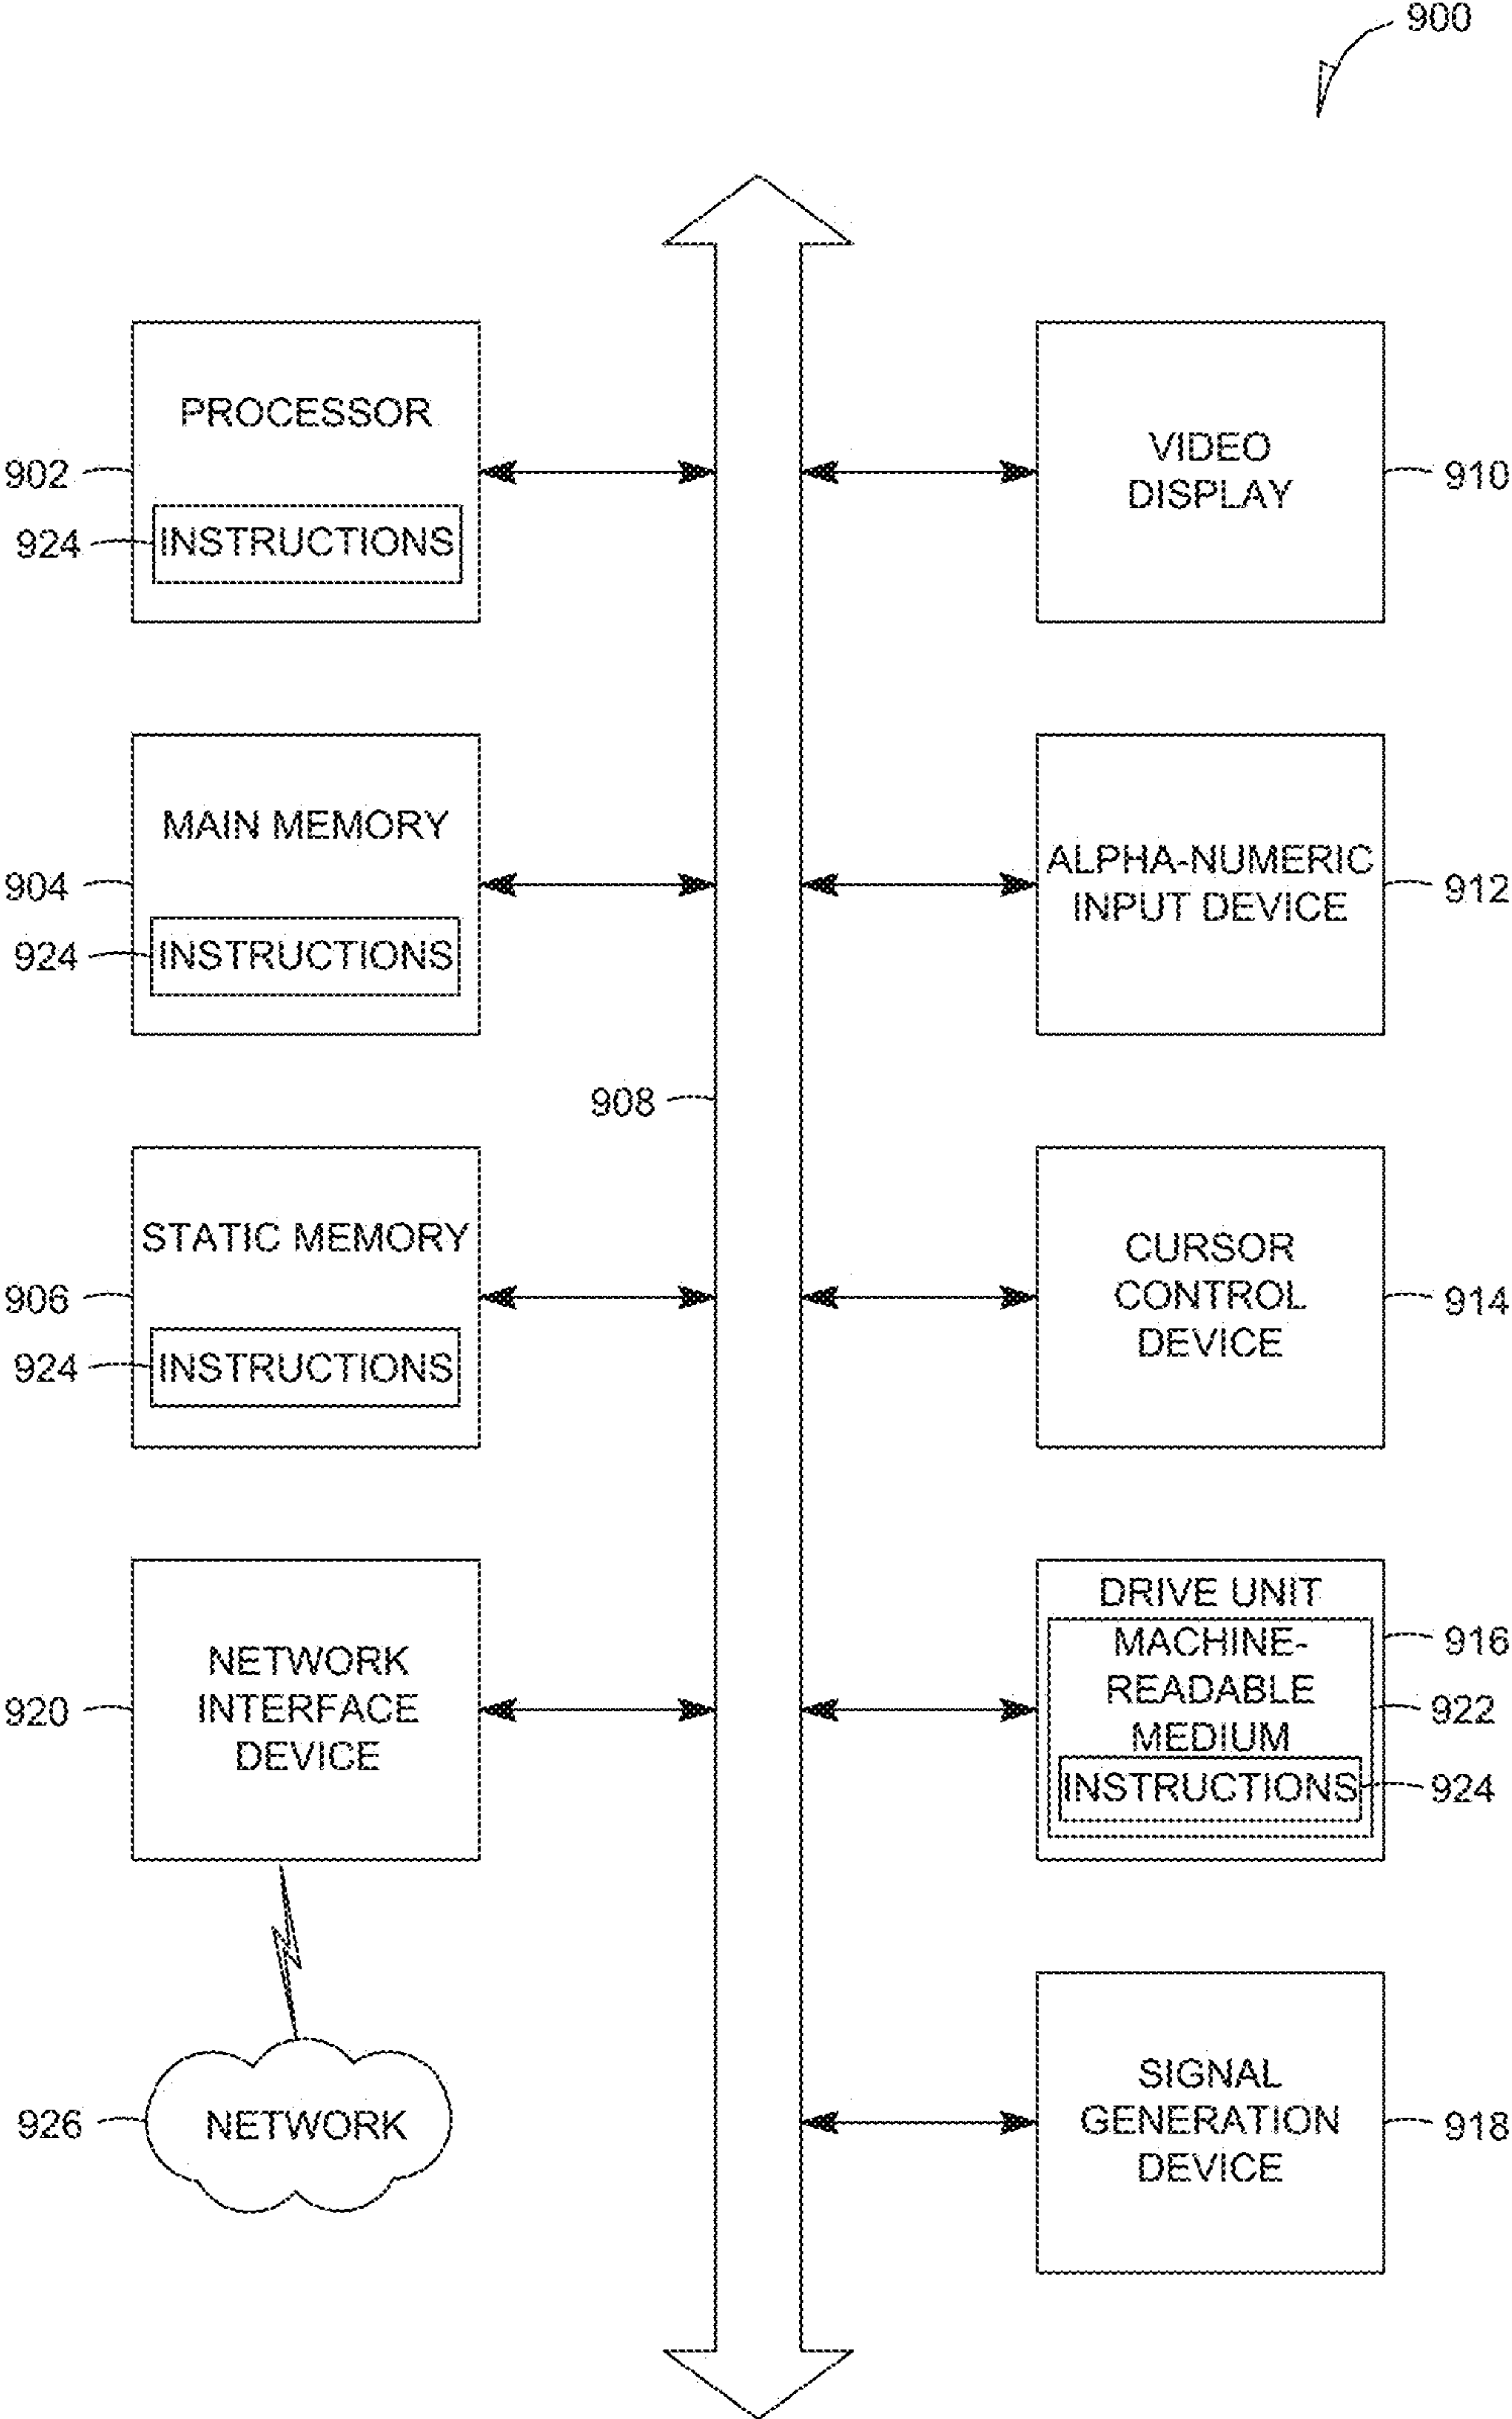 900
PROCESSOR
902
924
INSTRUCTIONS
VIDEO
DISPLAY
910
MAIN MEMORY
904
924
INSTRUCTIONS
ALPHA-NUMERIC
INPUT DEVICE
912
908
STATIC MEMORY
906
924
INSTRUCTIONS
CURSOR
CONTROL
DEVICE
914
NETWORK
INTERFACE
DEVICE
920
DRIVE UNIT
916
MACHINE-
READABLE
MEDIUM
922
INSTRUCTIONS
924
926
NETWORK
SIGNAL
GENERATION
DEVICE
918